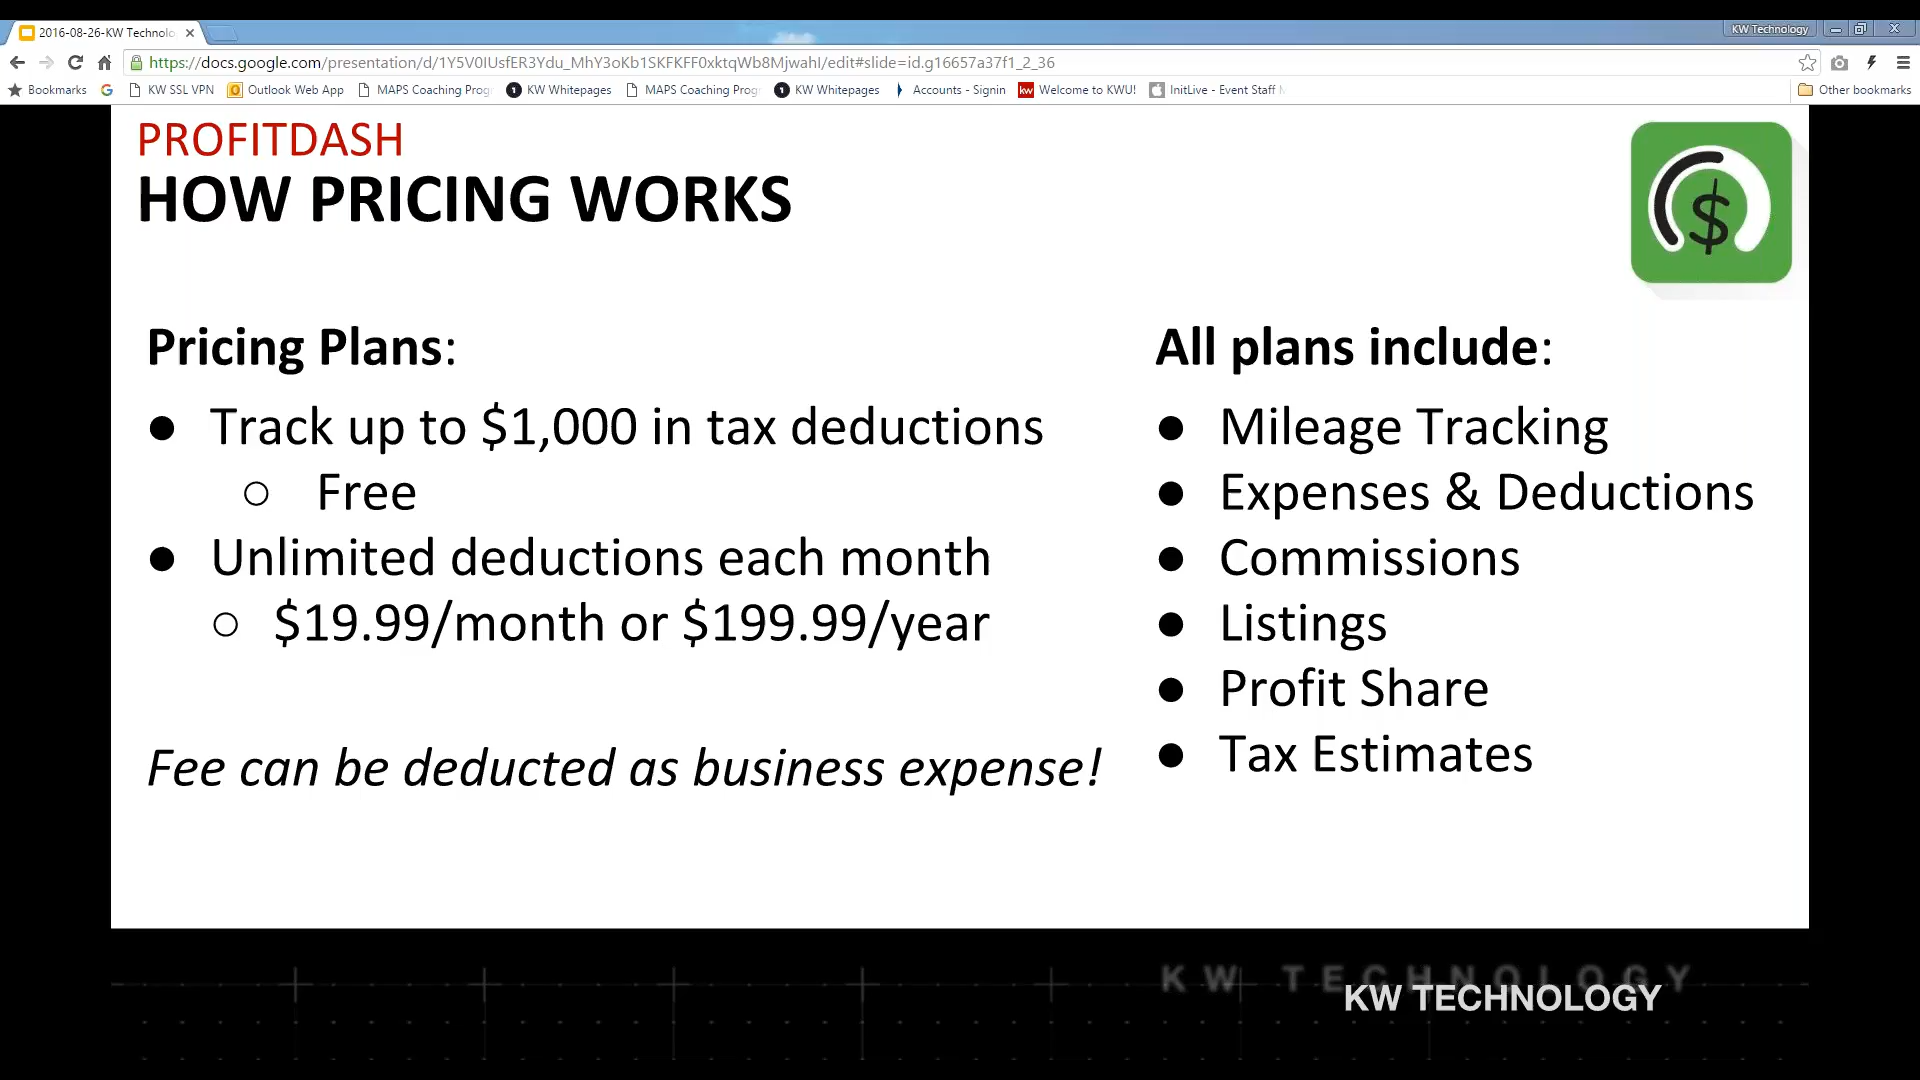 2016-08-26-KW Technolo
KW Technology
https://docs.google.com/presentation/d/1Y5V0IUsfER3Ydu_MhY3oKb1SKFKFF0xktqWb8MjwahI/edit#slide=id.g16657a37f1_2_36
Bookmarks G KW SSL VPN Outlook Web App MAPS Coaching Prog KW Whitepages MAPS Coaching Prog KW Whitepages Accounts - Signin kw Welcome to KWU! InitLive - Event Staff Other bookmarks
PROFITDASH
HOW PRICING WORKS
$
Pricing Plans:
● Track up to $1,000 in tax deductions
○ Free
● Unlimited deductions each month
○ $19.99/month or $199.99/year
Fee can be deducted as business expense!
All plans include:
● Mileage Tracking
● Expenses & Deductions
● Commissions
● Listings
● Profit Share
● Tax Estimates
KW TECHNOLOGY
KW TECHNOLOGY